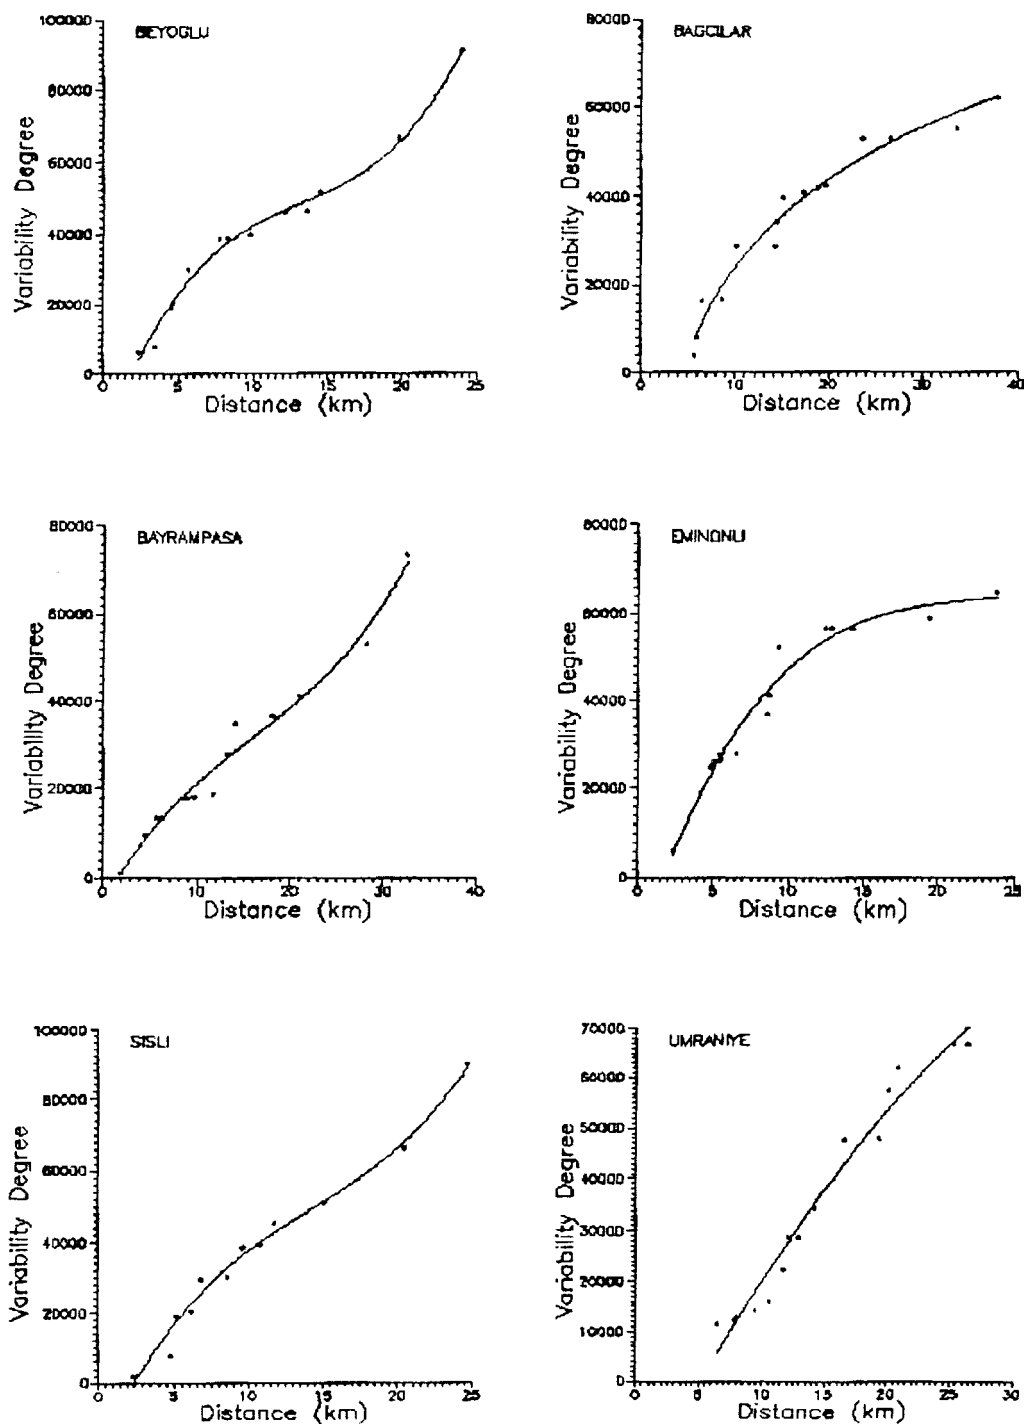 BEYOGLU
100000
80000
60000
40000
20000
0
0 5 10 15 20 25
Distance (km)
Variability Degree
BAGCILAR
80000
60000
40000
20000
0
0 10 20 30 40
Distance (km)
Variability Degree
BAYRAMPASA
80000
60000
40000
20000
0
0 10 20 30 40
Distance (km)
Variability Degree
EMINONU
80000
60000
40000
20000
0
0 5 10 15 20 25
Distance (km)
Variability Degree
SISLI
100000
80000
60000
40000
20000
0
0 5 10 15 20 25
Distance (km)
Variability Degree
UMRANIYE
70000
60000
50000
40000
30000
20000
10000
0
0 5 10 15 20 25 30
Distance (km)
Variability Degree